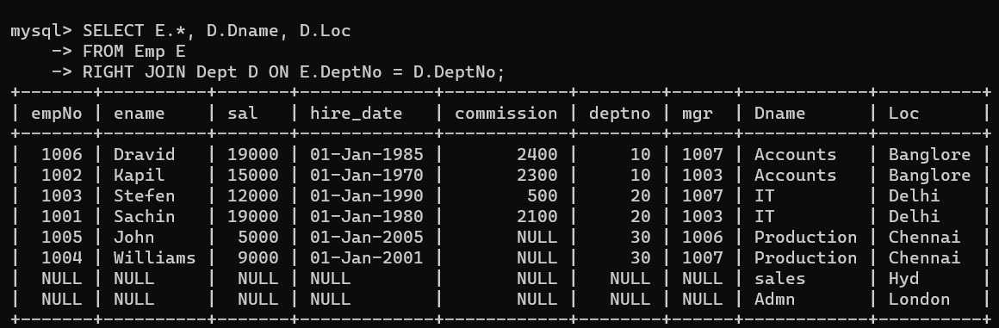 mysql> SELECT E.*, D.Dname, D.Loc
    -> FROM Emp E
    -> RIGHT JOIN Dept D ON E.DeptNo = D.DeptNo;
+-------+----------+-------+-------------+------------+--------+------+------------+----------+
| empNo | ename    | sal   | hire_date   | commission | deptno | mgr  | Dname      | Loc      |
+-------+----------+-------+-------------+------------+--------+------+------------+----------+
|  1006 | Dravid   | 19000 | 01-Jan-1985 |       2400 |     10 | 1007 | Accounts   | Banglore |
|  1002 | Kapil    | 15000 | 01-Jan-1970 |       2300 |     10 | 1003 | Accounts   | Banglore |
|  1003 | Stefen   | 12000 | 01-Jan-1990 |        500 |     20 | 1007 | IT         | Delhi    |
|  1001 | Sachin   | 19000 | 01-Jan-1980 |       2100 |     20 | 1003 | IT         | Delhi    |
|  1005 | John     |  5000 | 01-Jan-2005 |       NULL |     30 | 1006 | Production | Chennai  |
|  1004 | Williams |  9000 | 01-Jan-2001 |       NULL |     30 | 1007 | Production | Chennai  |
|  NULL | NULL     |  NULL | NULL        |       NULL |   NULL | NULL | sales      | Hyd      |
|  NULL | NULL     |  NULL | NULL        |       NULL |   NULL | NULL | Admn       | London   |
+-------+----------+-------+-------------+------------+--------+------+------------+----------+